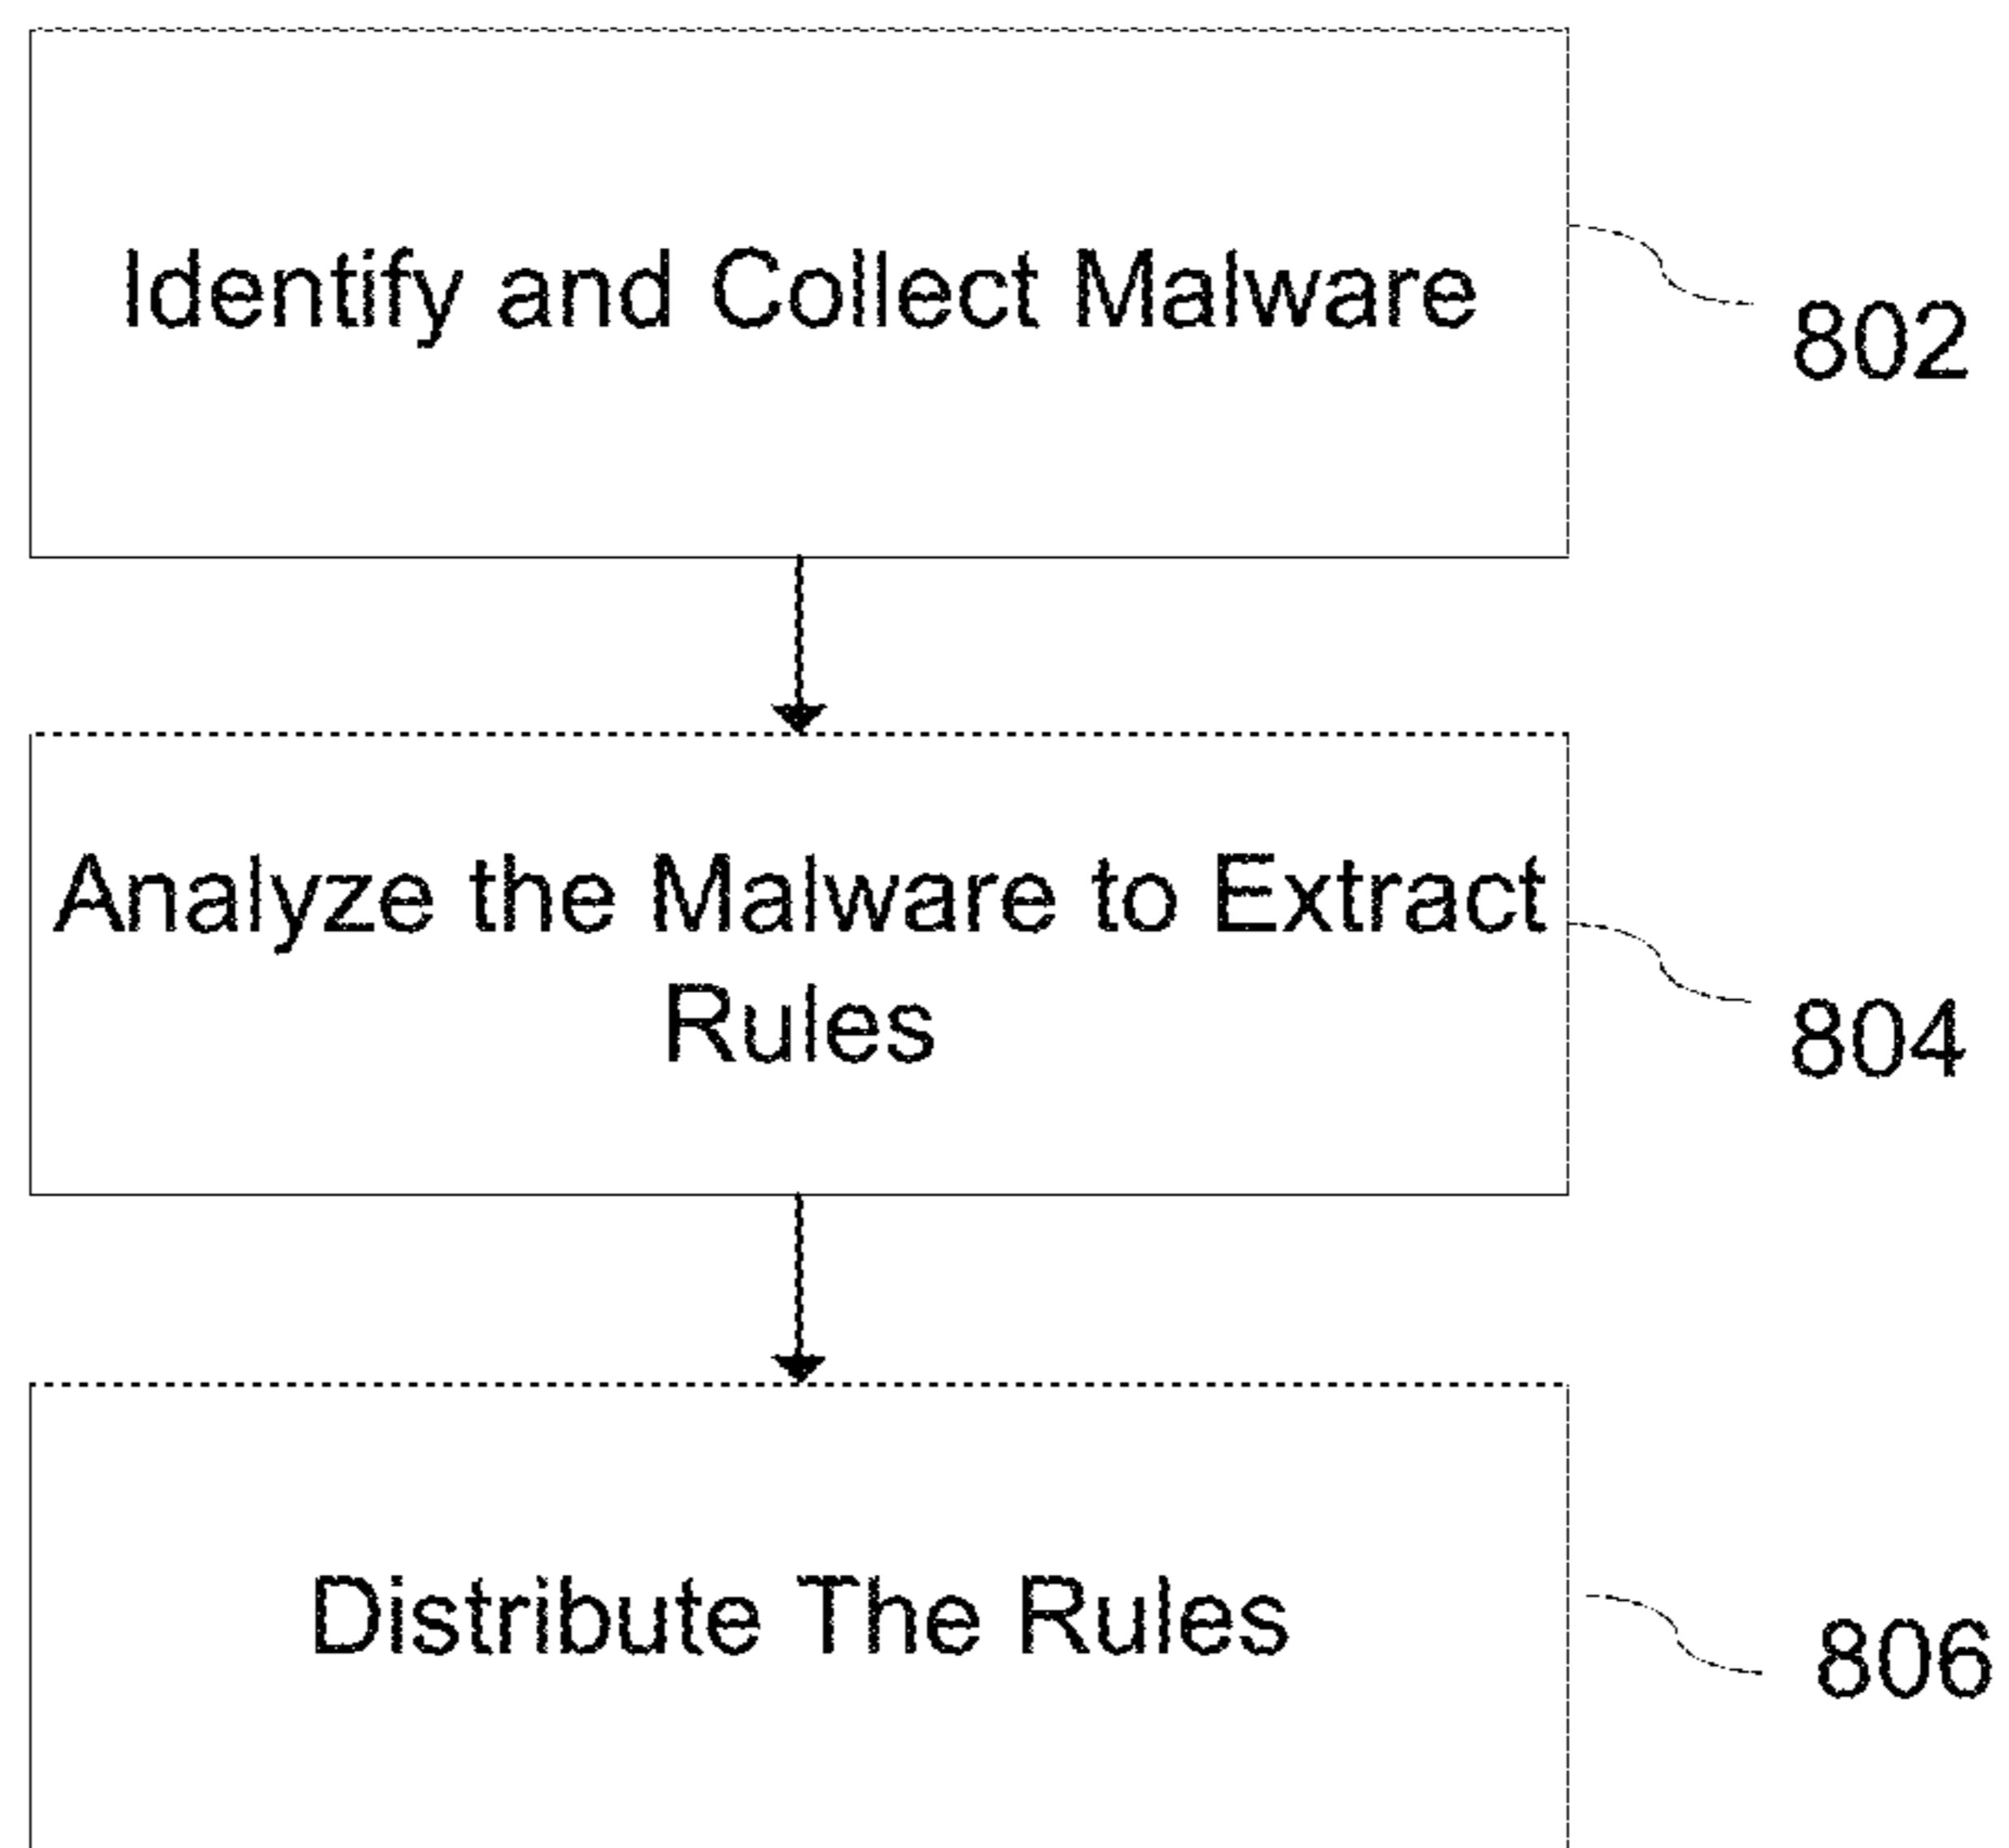 Identify and Collect Malware
802
Analyze the Malware to Extract
Rules
804
Distribute The Rules
806